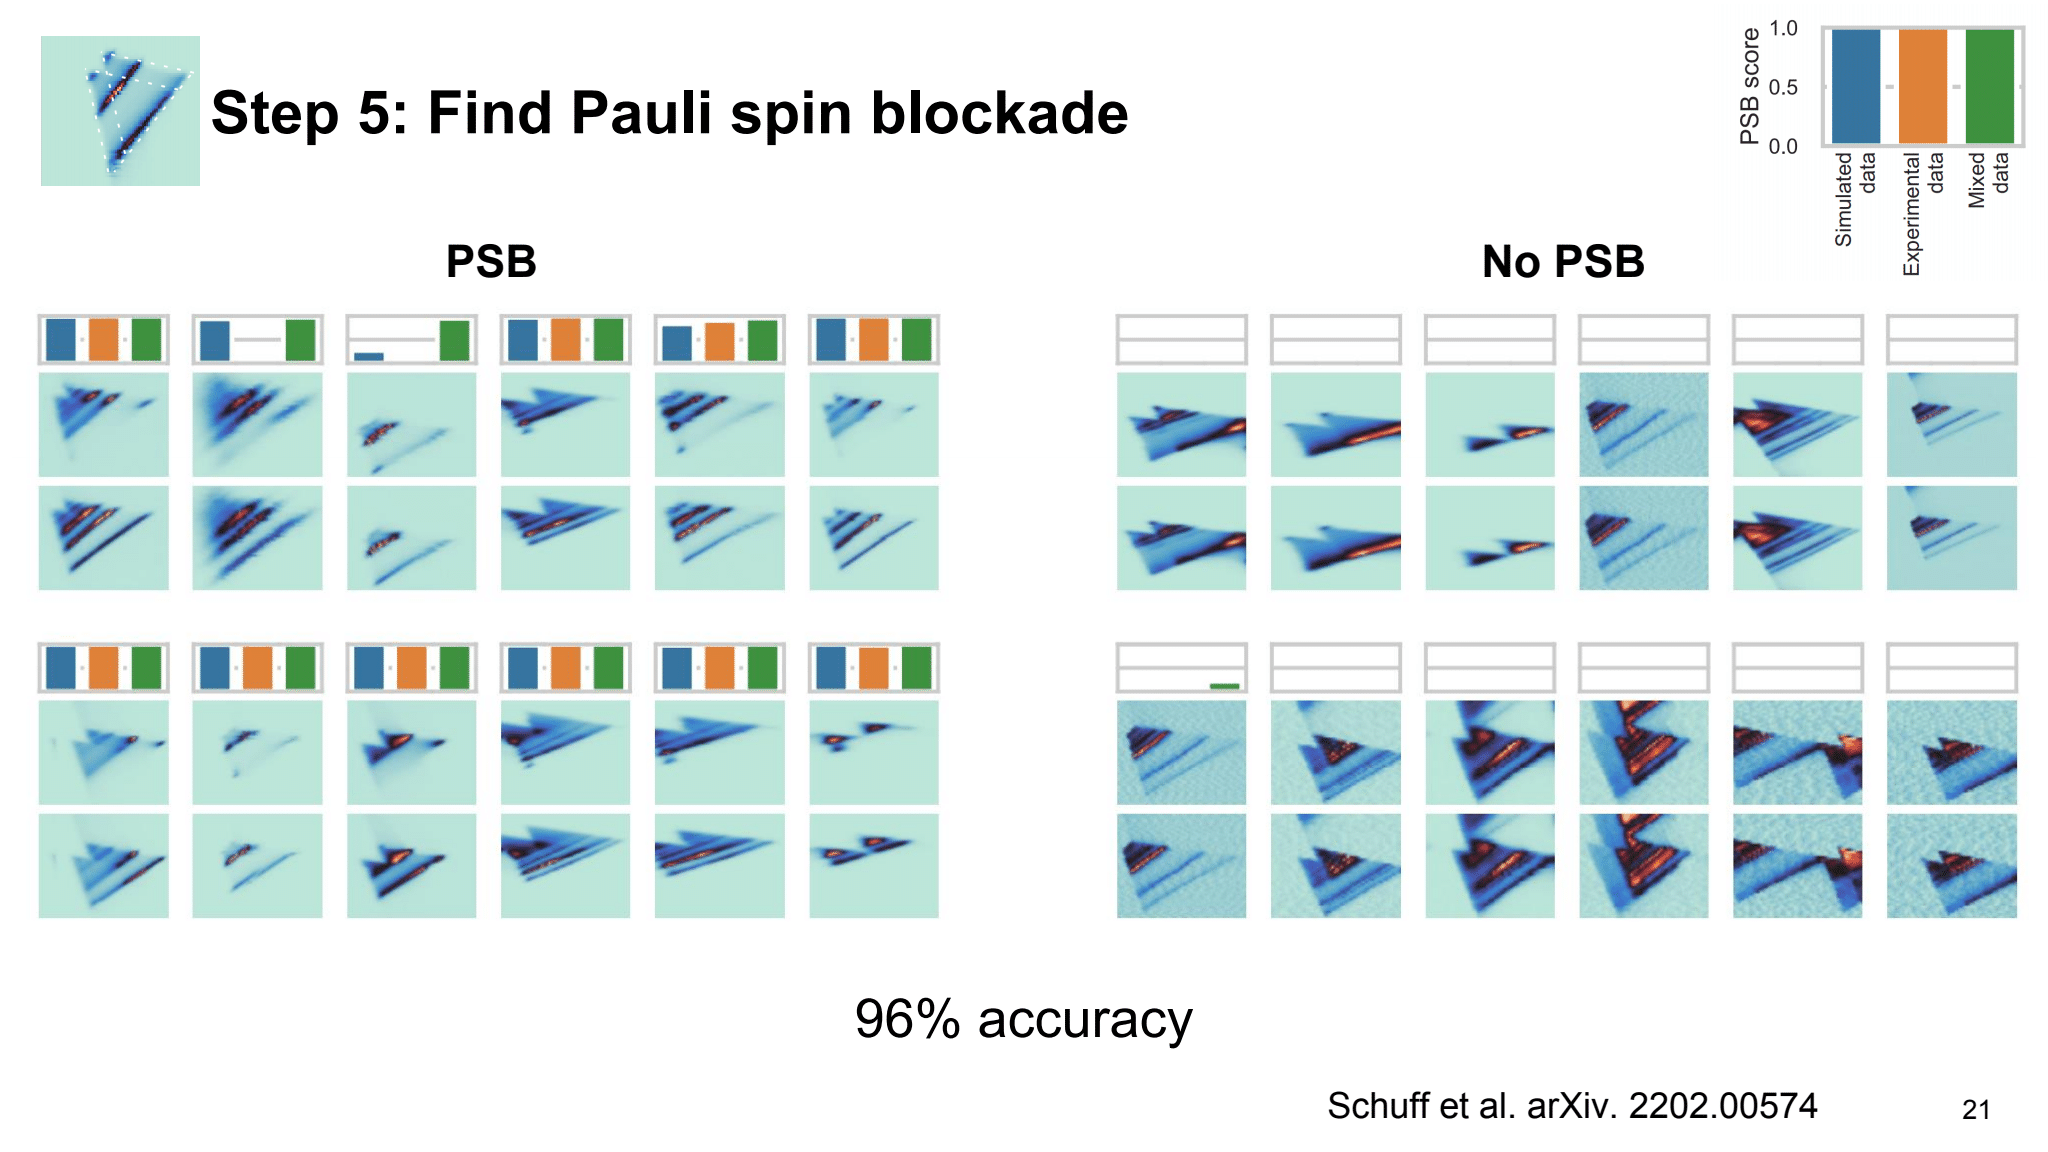 Step 5: Find Pauli spin blockade
PSB score
1.0
0.5
0.0
Simulated
data
Experimental
data
Mixed
data
PSB
No PSB
96% accuracy
Schuff et al. arXiv. 2202.00574
21